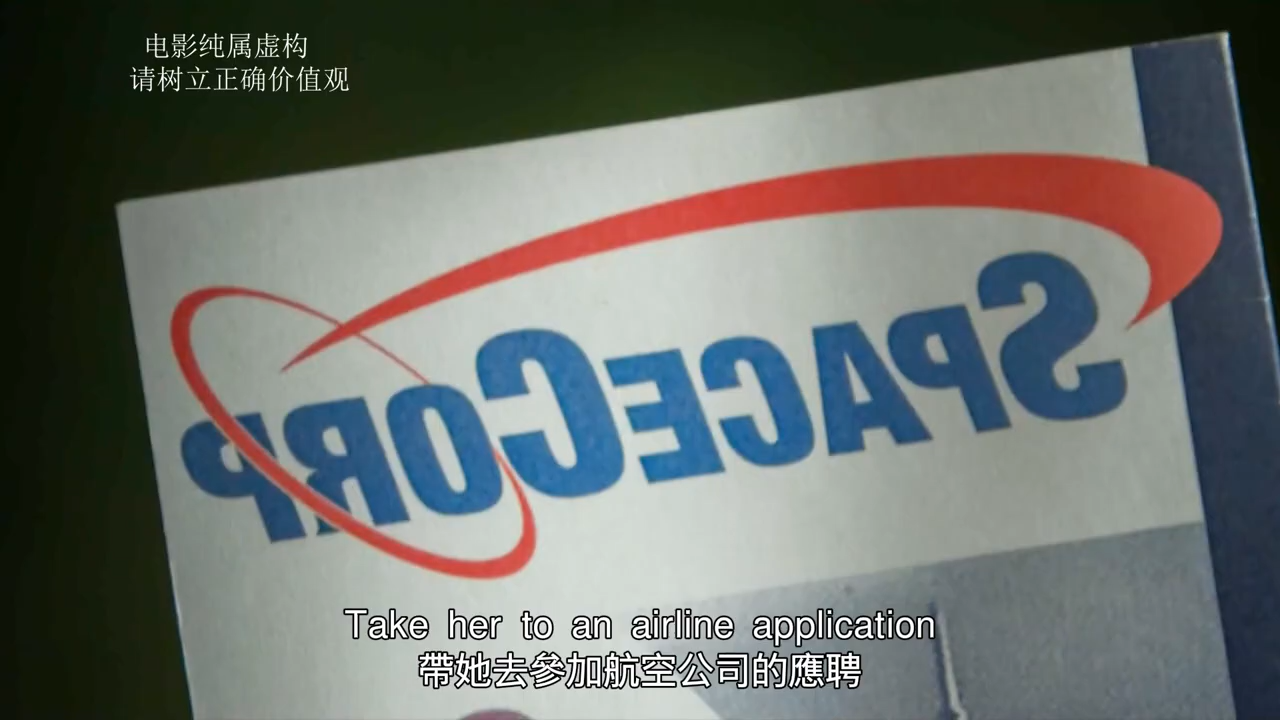 电影纯属虚构
请树立正确价值观
SPACECORP
Take her to an airline application
帶她去參加航空公司的應聘